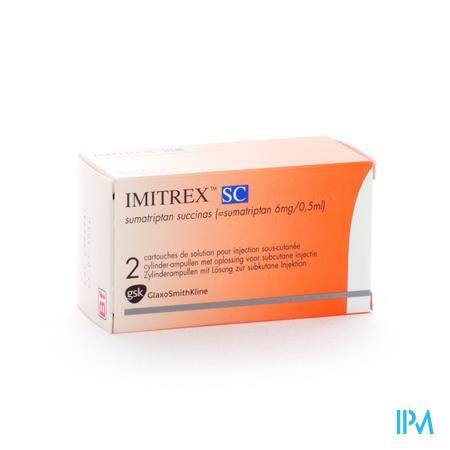 IMITREX™ SC
sumatriptan succinas (=sumatriptan 6mg/0,5ml)
2 cartouches de solution pour injection sous-cutanée
cylinder-ampullen met oplossing voor subcutane injectie
Zylinderampullen mit Lösung zur subkutane Injektion
gsk GlaxoSmithKline
IPM